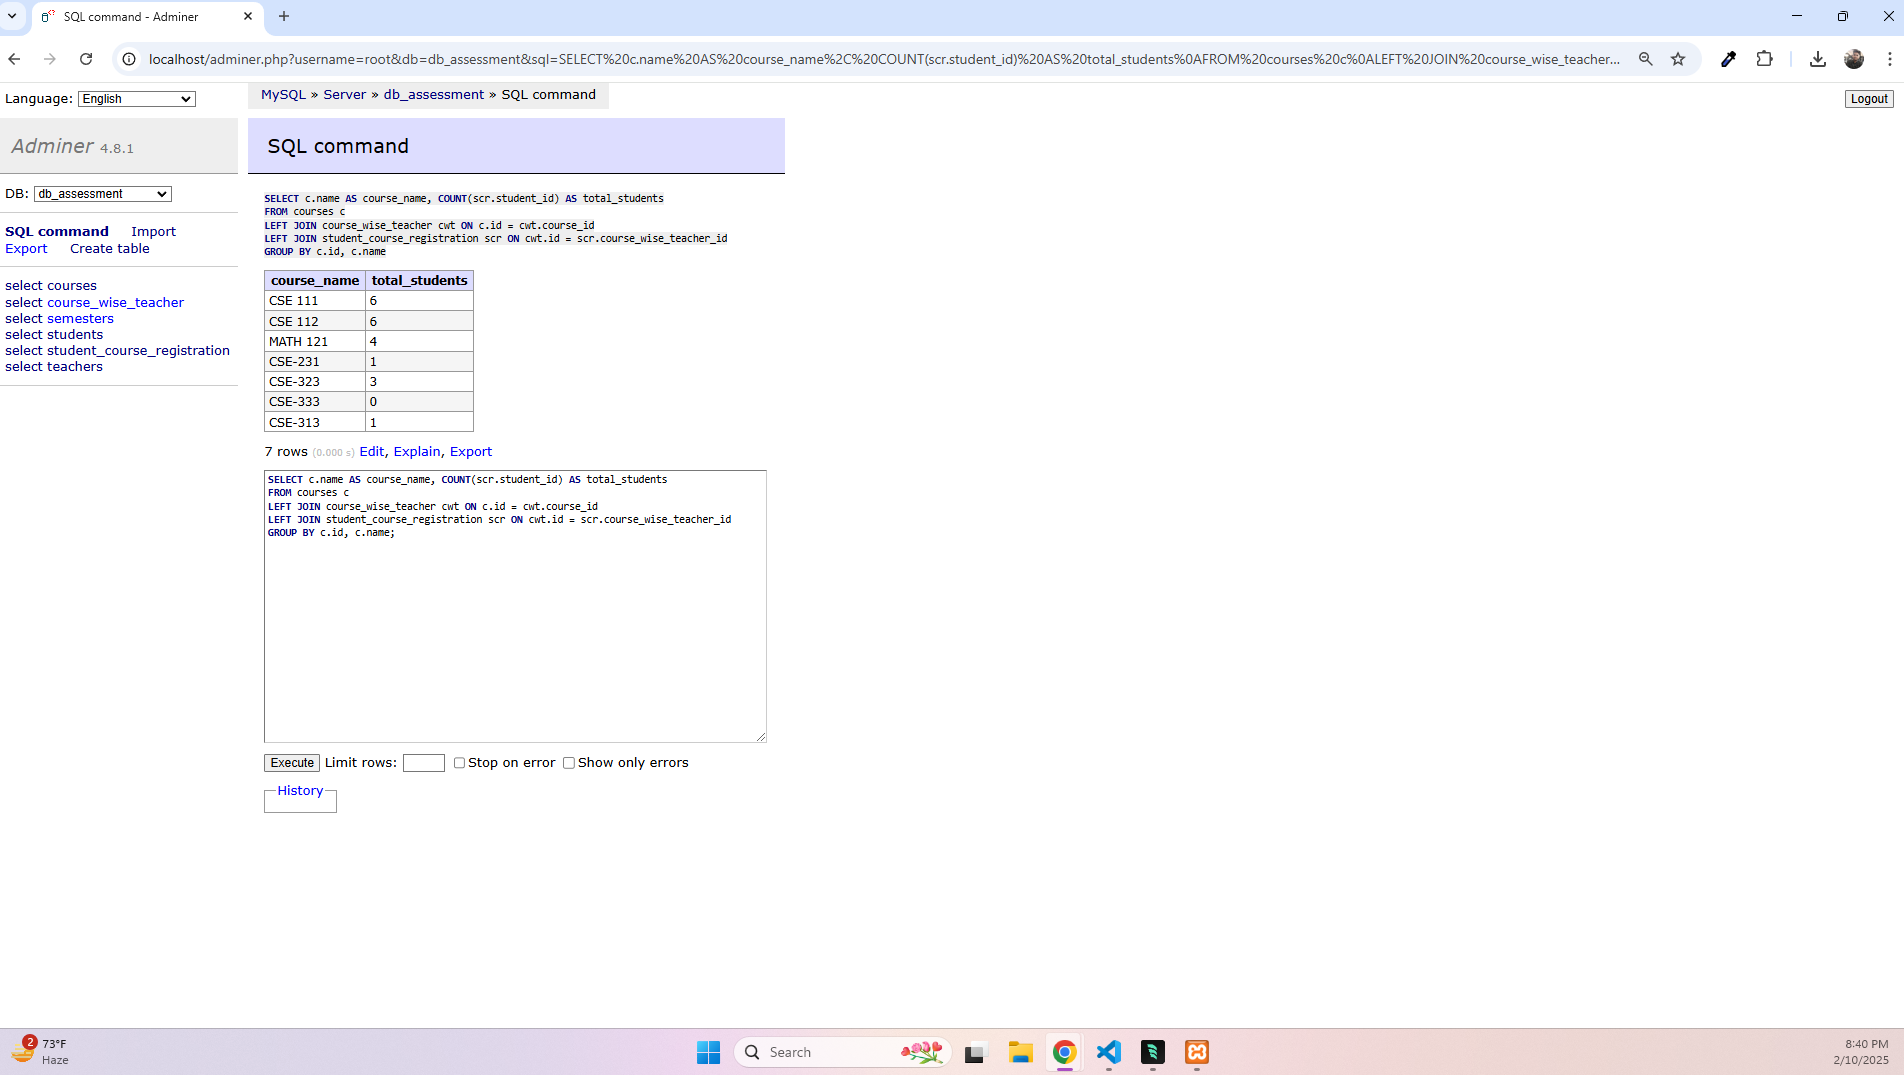 SQL command - Adminer
localhost/adminer.php?username=root&db=db_assessment&sql=SELECT%20c.name%20AS%20course_name%2C%20COUNT(scr.student_id)%20AS%20total_students%0AFROM%20courses%20c%0ALEFT%20JOIN%20course_wise_teacher...
Language: English
MySQL » Server » db_assessment » SQL command
Logout
Adminer 4.8.1
SQL command
DB: db_assessment
SQL command Import
Export Create table
select courses
select course_wise_teacher
select semesters
select students
select student_course_registration
select teachers
SELECT c.name AS course_name, COUNT(scr.student_id) AS total_students
FROM courses c
LEFT JOIN course_wise_teacher cwt ON c.id = cwt.course_id
LEFT JOIN student_course_registration scr ON cwt.id = scr.course_wise_teacher_id
GROUP BY c.id, c.name
course_name total_students
CSE 111 6
CSE 112 6
MATH 121 4
CSE-231 1
CSE-323 3
CSE-333 0
CSE-313 1
7 rows (0.000 s) Edit, Explain, Export
SELECT c.name AS course_name, COUNT(scr.student_id) AS total_students
FROM courses c
LEFT JOIN course_wise_teacher cwt ON c.id = cwt.course_id
LEFT JOIN student_course_registration scr ON cwt.id = scr.course_wise_teacher_id
GROUP BY c.id, c.name;
Execute Limit rows: Stop on error Show only errors
History
2
73°F
Haze
Search
8:40 PM
2/10/2025